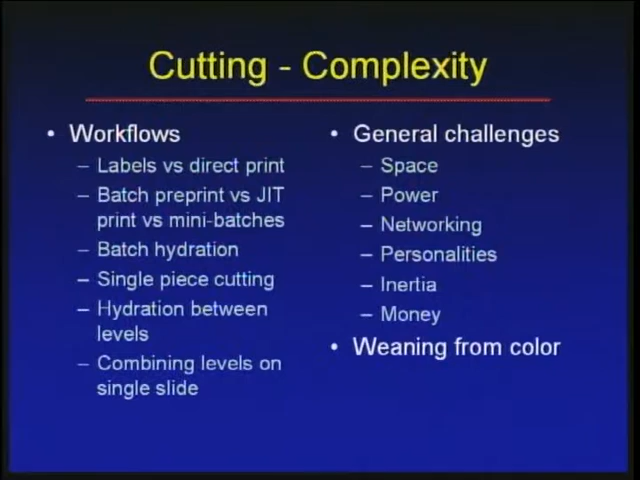 Cutting - Complexity
• Workflows
– Labels vs direct print
– Batch preprint vs JIT
print vs mini-batches
– Batch hydration
– Single piece cutting
– Hydration between
levels
– Combining levels on
single slide
• General challenges
– Space
– Power
– Networking
– Personalities
– Inertia
– Money
• Weaning from color